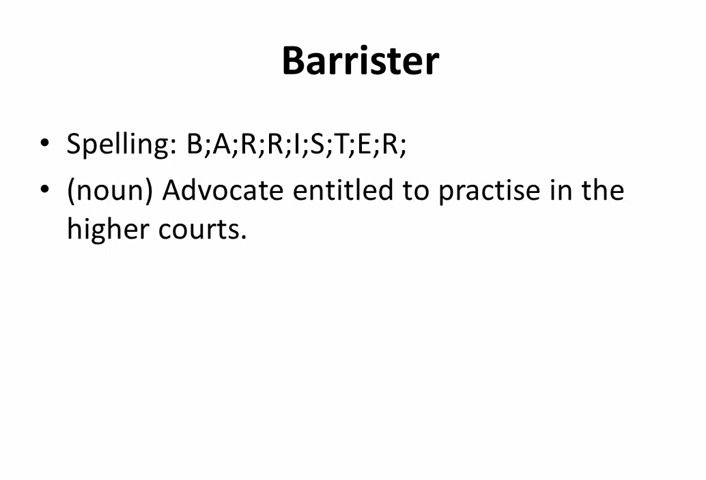 Barrister
• Spelling: B;A;R;R;I;S;T;E;R;
• (noun) Advocate entitled to practise in the
higher courts.